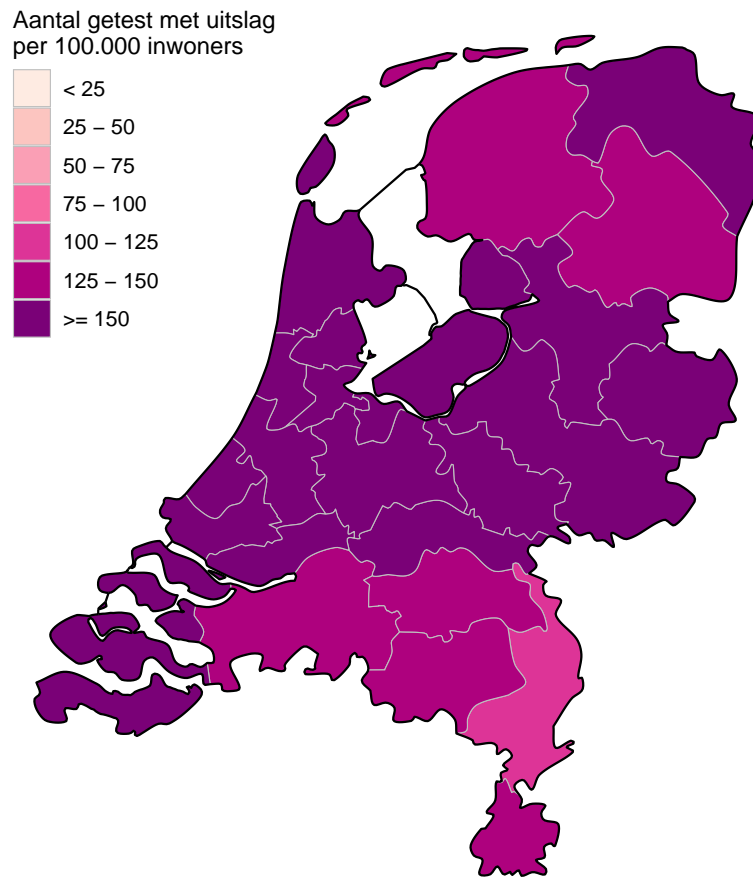 Aantal getest met uitslag
per 100.000 inwoners
< 25
25 – 50
50 – 75
75 – 100
100 – 125
125 – 150
>= 150